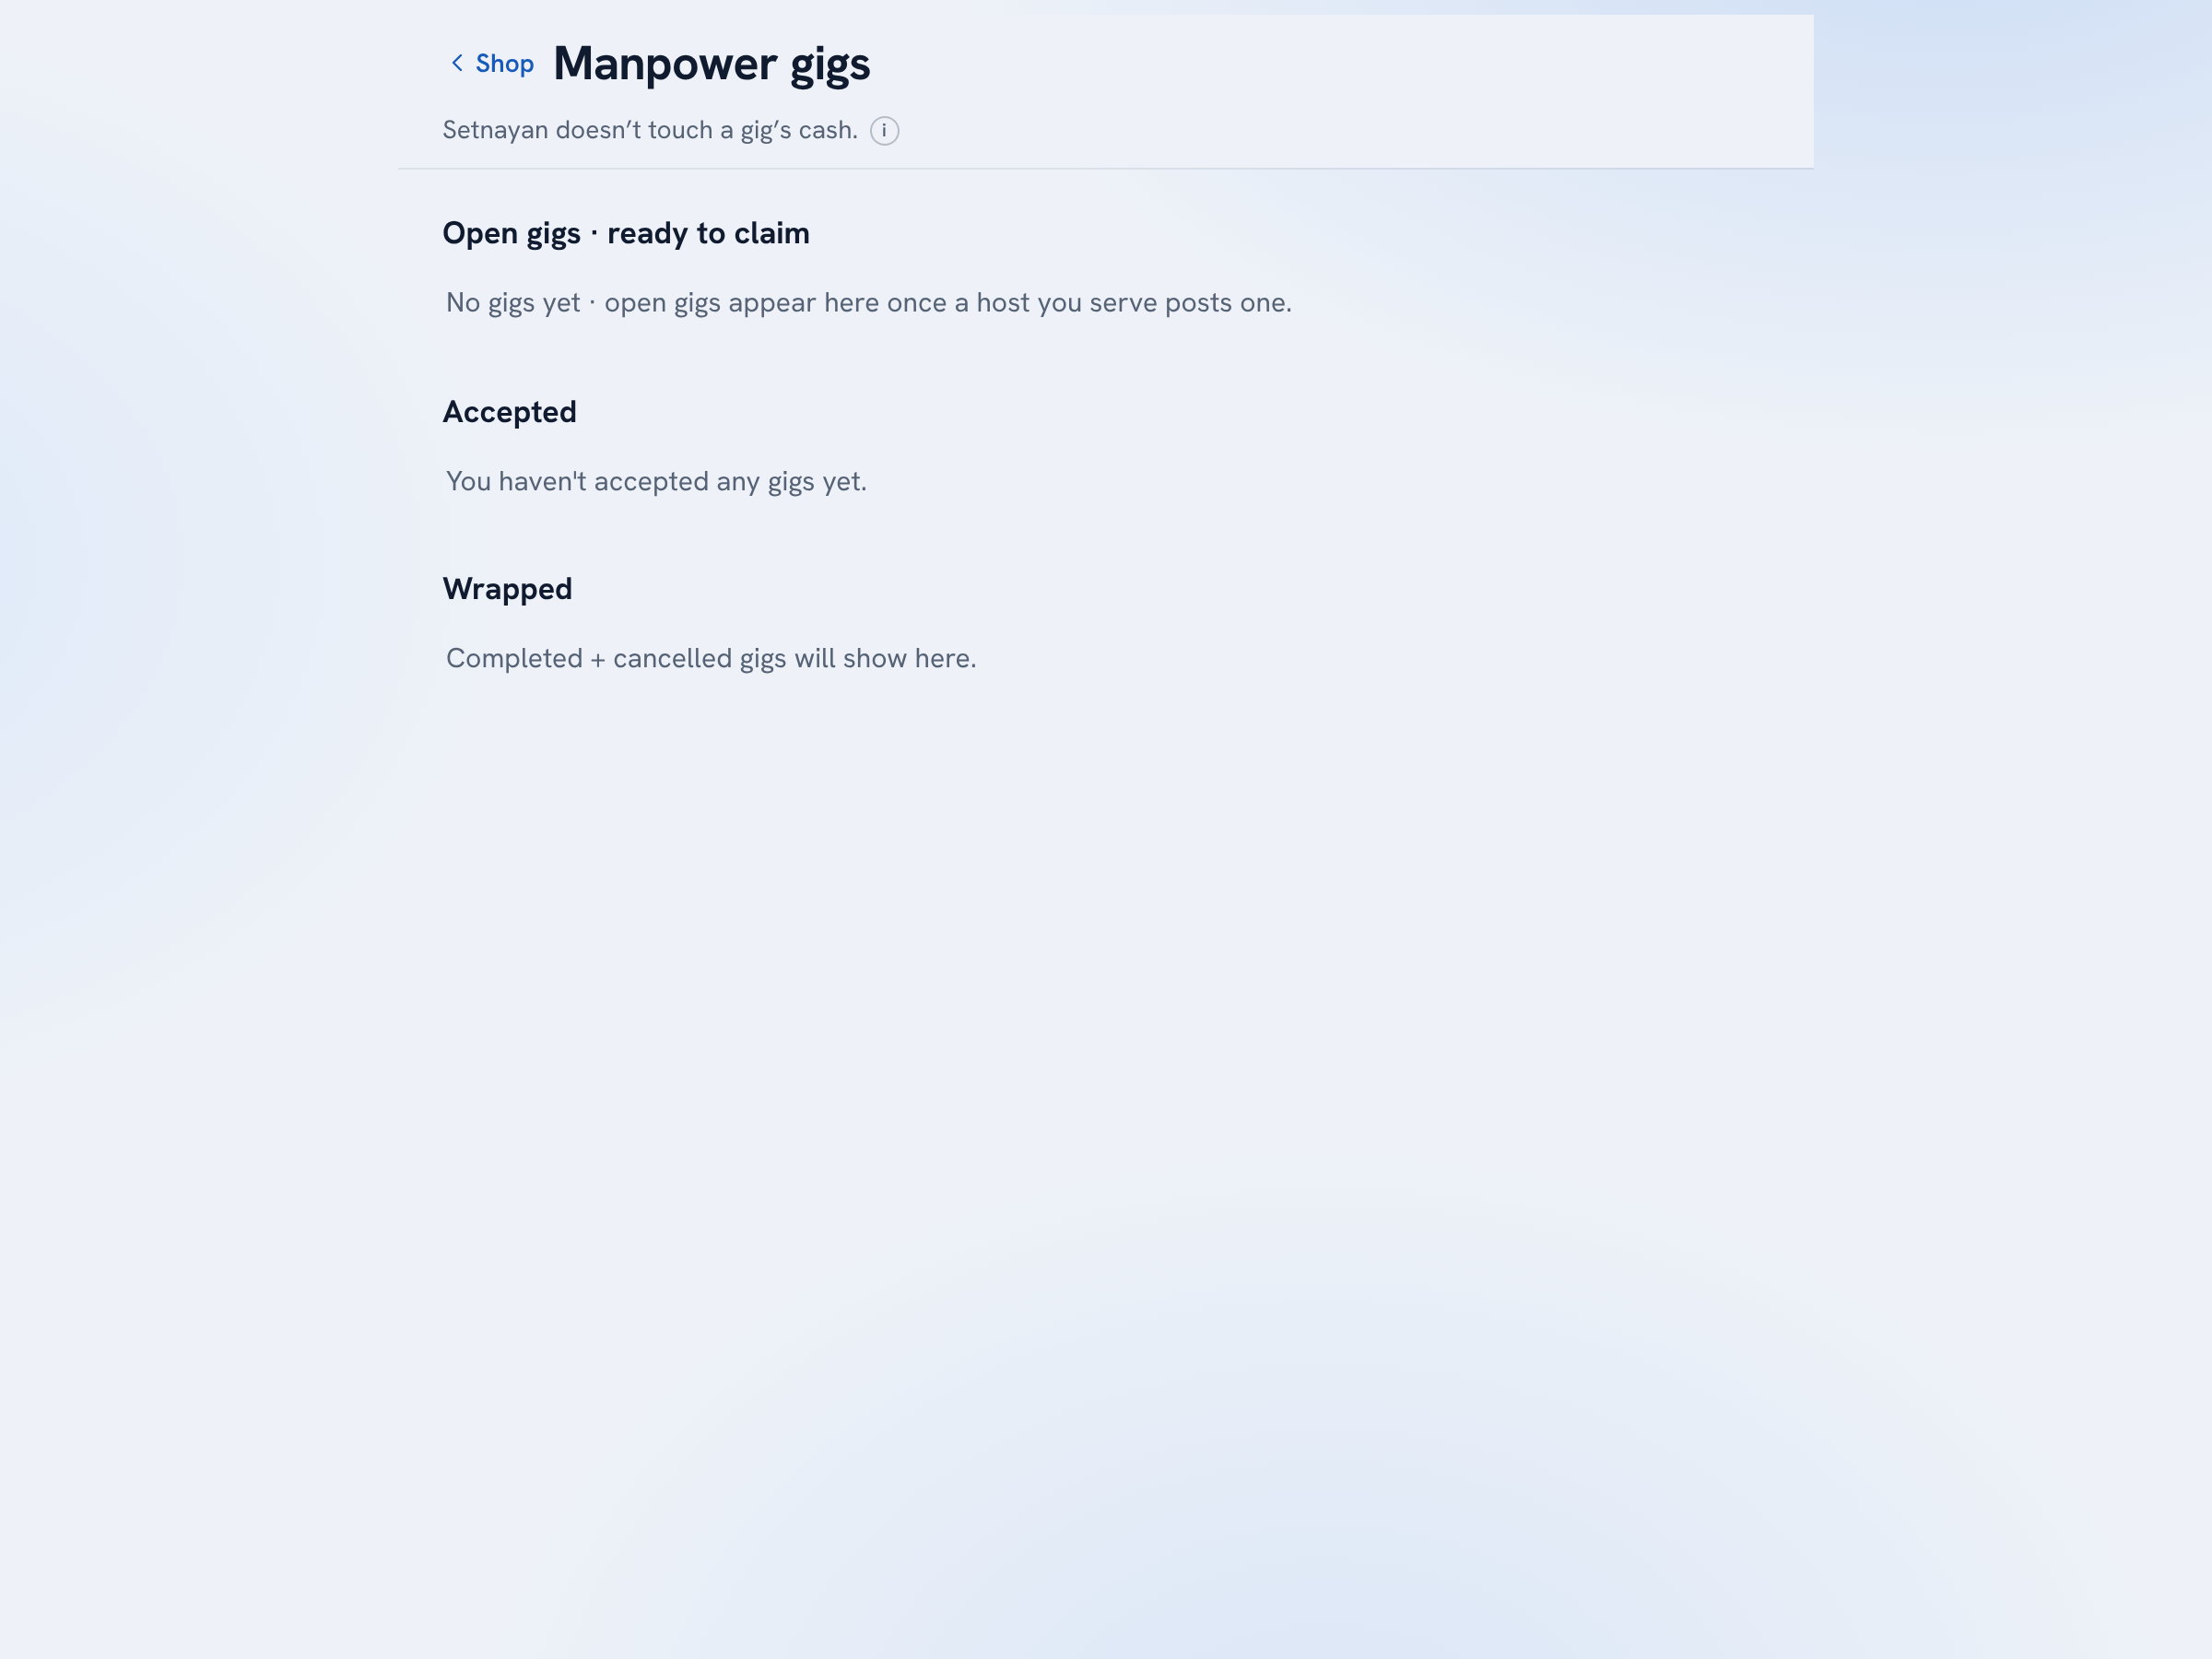 Shop Manpower gigs
Setnayan doesn’t touch a gig’s cash. i
Open gigs · ready to claim
No gigs yet · open gigs appear here once a host you serve posts one.
Accepted
You haven't accepted any gigs yet.
Wrapped
Completed + cancelled gigs will show here.